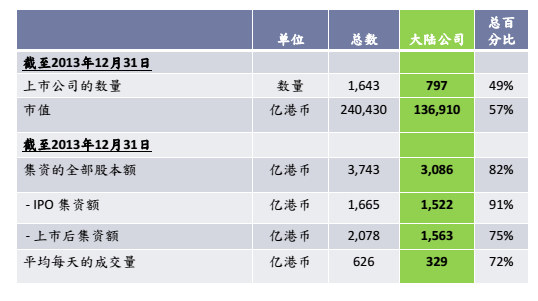 单位 总数 大陆公司 总百分比
截至2013年12月31日
上市公司的数量 数量 1,643 797 49%
市值 亿港币 240,430 136,910 57%
截至2013年12月31日
集资的全部股本额 亿港币 3,743 3,086 82%
- IPO 集资额 亿港币 1,665 1,522 91%
- 上市后集资额 亿港币 2,078 1,563 75%
平均每天的成交量 亿港币 626 329 72%